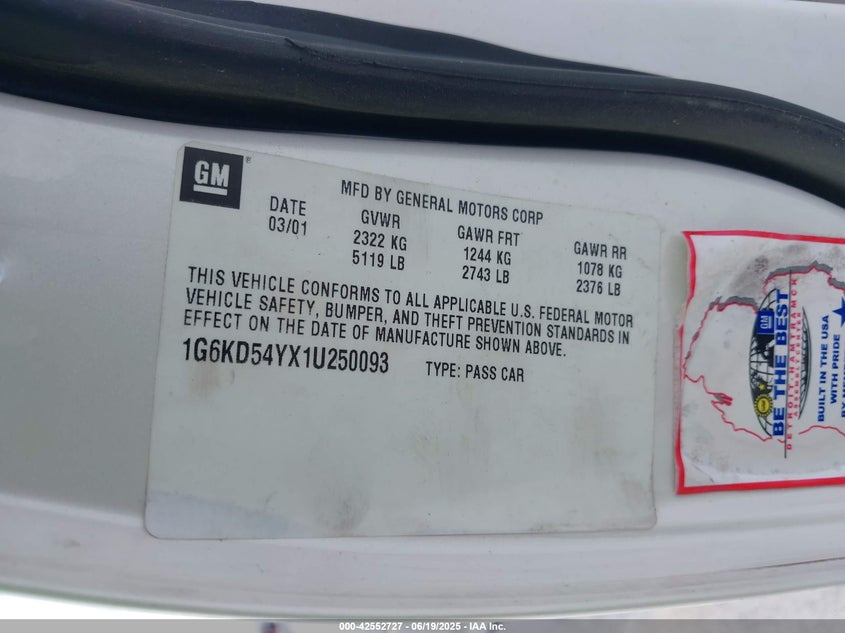 GM
MFD BY GENERAL MOTORS CORP
DATE GVWR GAWR FRT GAWR RR
03/01 2322 KG 1244 KG 1078 KG
5119 LB 2743 LB 2376 LB
THIS VEHICLE CONFORMS TO ALL APPLICABLE U.S. FEDERAL MOTOR
VEHICLE SAFETY, BUMPER, AND THEFT PREVENTION STANDARDS IN
EFFECT ON THE DATE OF MANUFACTURE SHOWN ABOVE.
1G6KD54YX1U250093 TYPE: PASS CAR
GM
BE THE BEST
DETROIT HAMTRAMCK
BUILT IN THE USA
WITH PRIDE
000-42552727 - 06/19/2025 - IAA Inc.